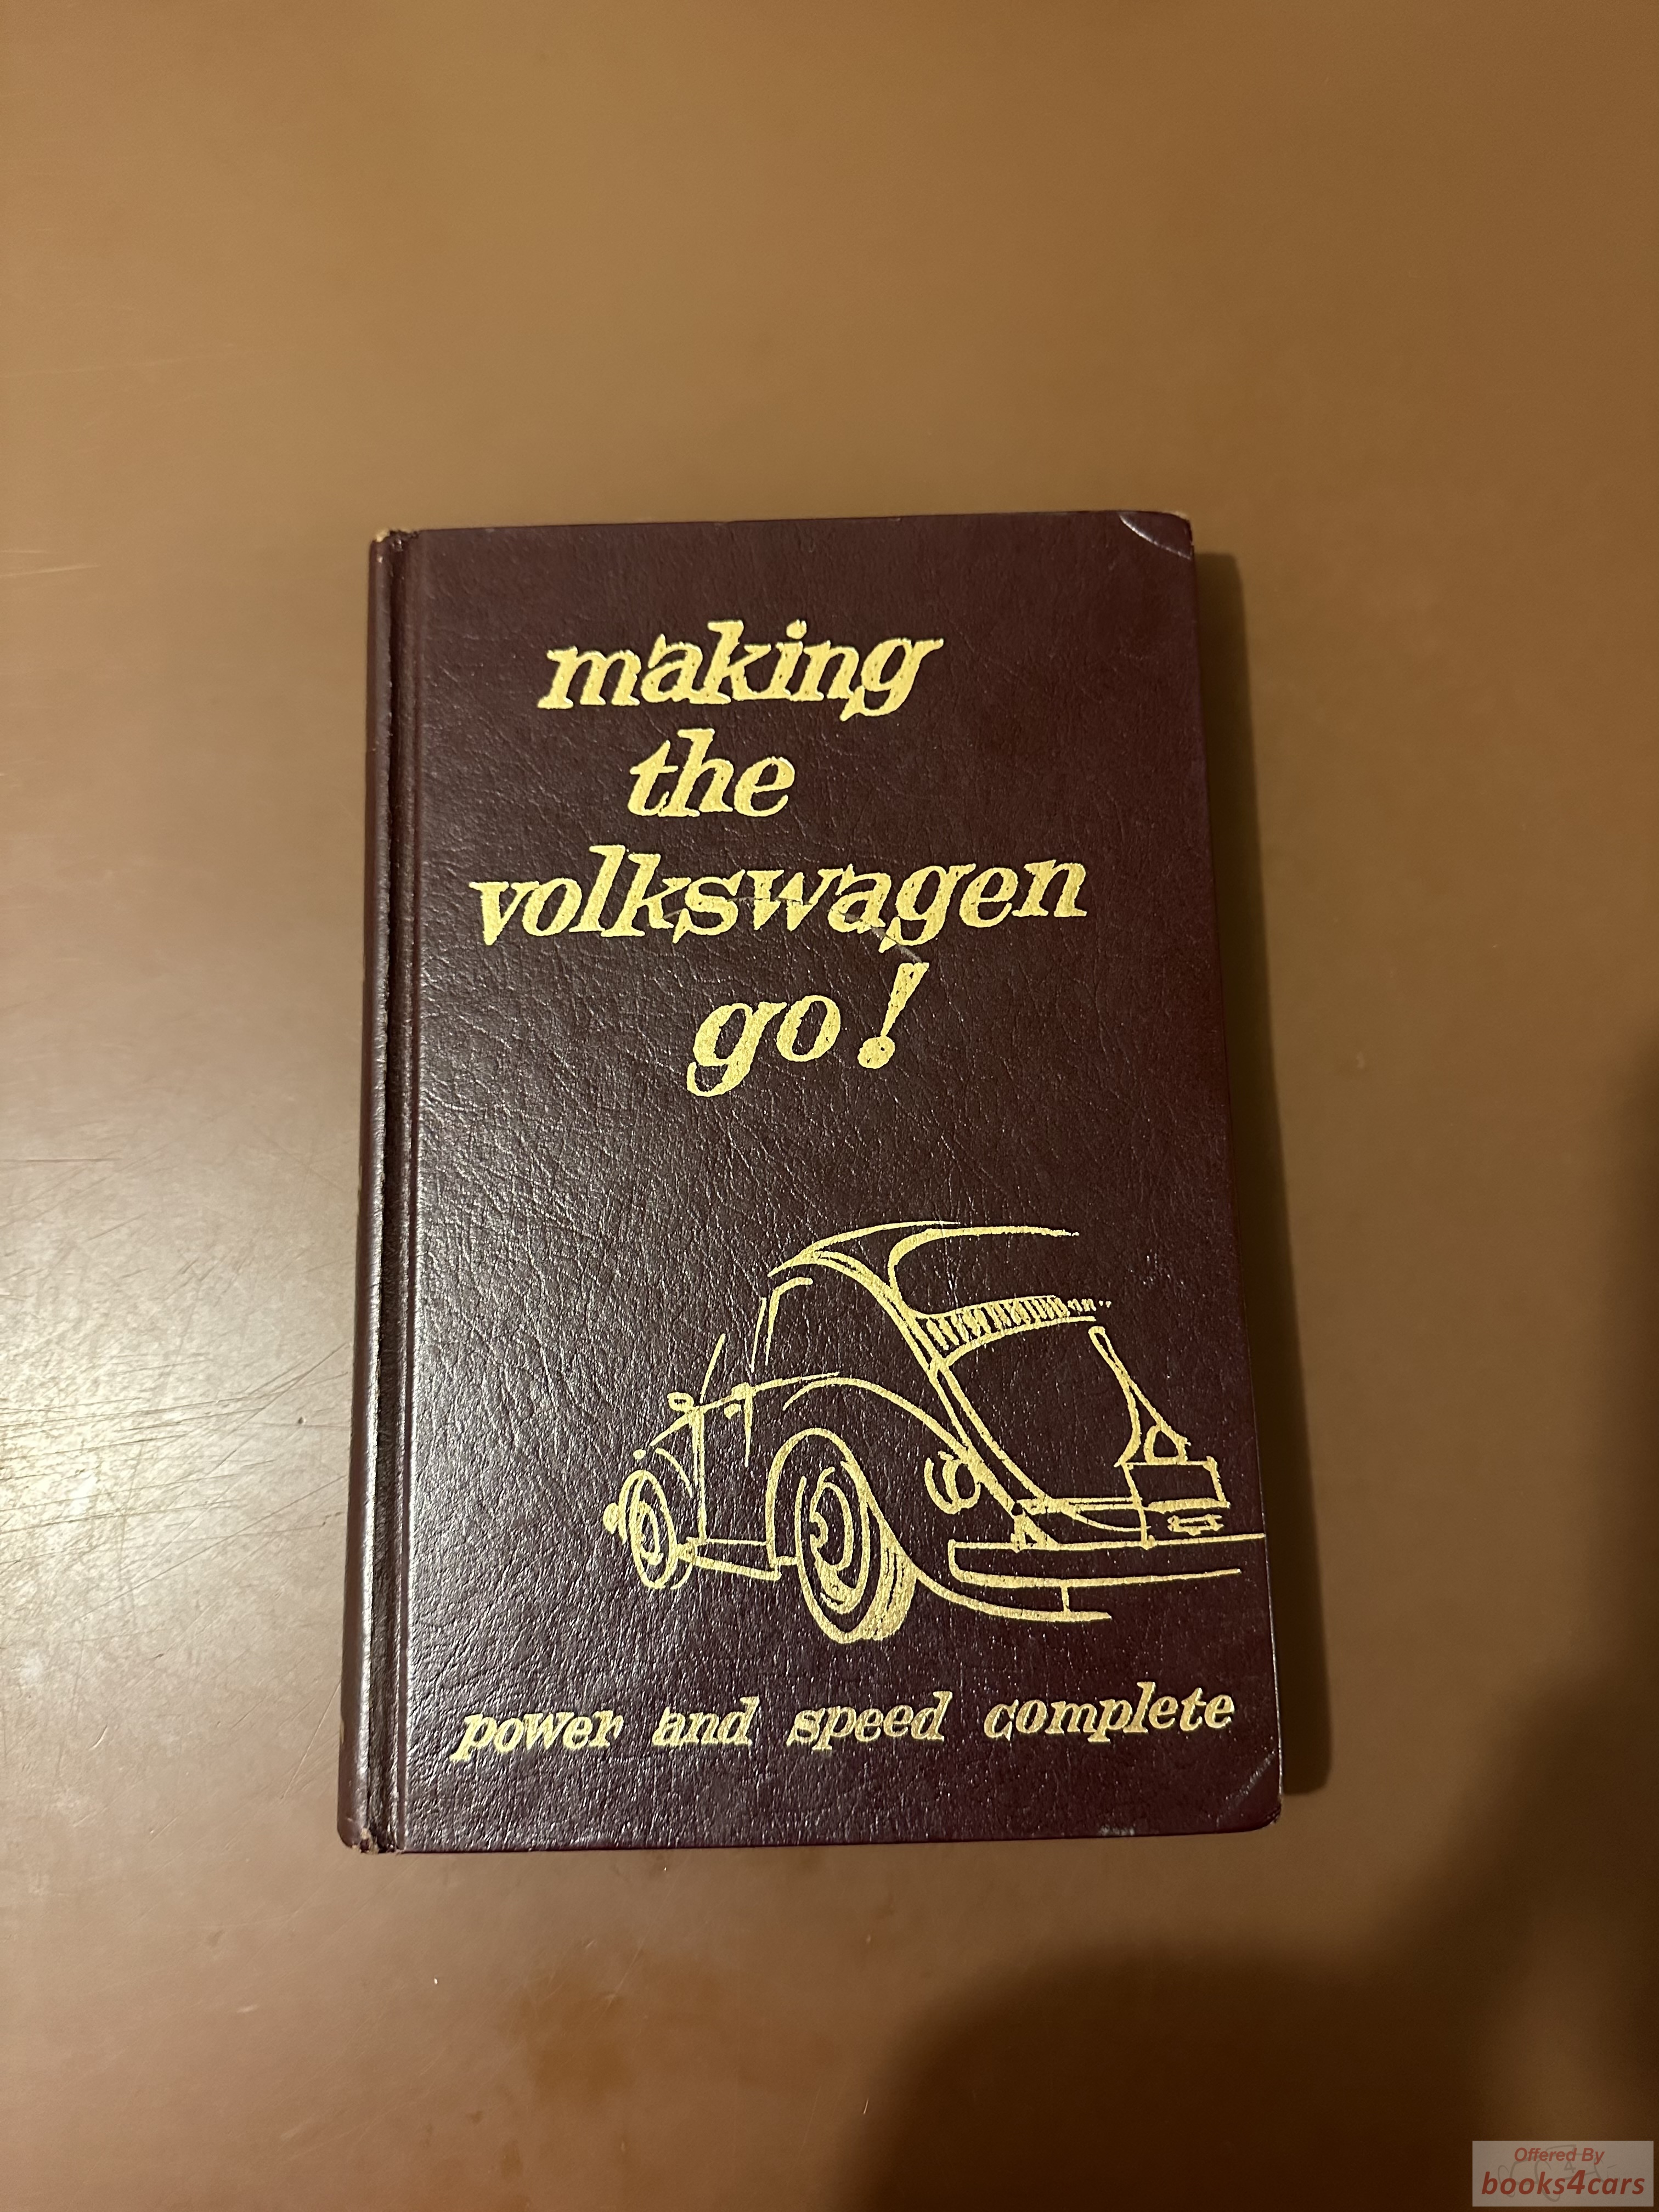 making
the
volkswagen
go!
power and speed complete
Offered By
books4cars